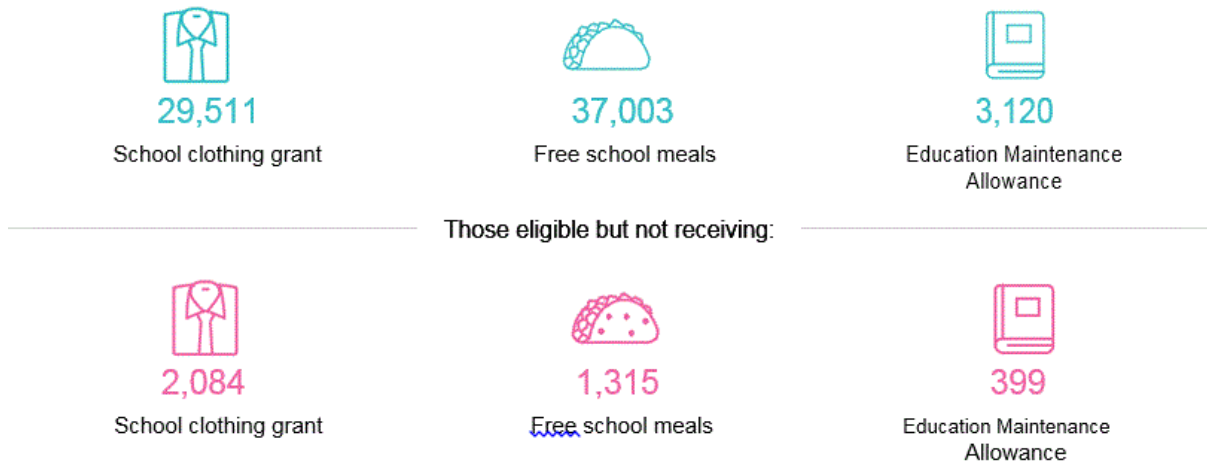 29,511 37,003 3,120
School clothing grant Free school meals Education Maintenance
Allowance
Those eligible but not receiving:
2,084 1,315 399
School clothing grant Free school meals Education Maintenance
Allowance